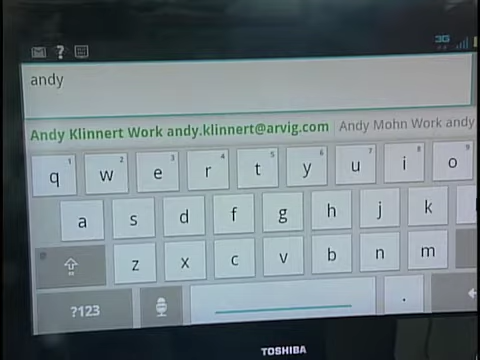 3G
andy
Andy Klinnert Work andy.klinnert@arvig.com Andy Mohn Work andy
q 1 w 2 e 3 r 4 t 5 y 6 u 7 i 8 o 9
a s d f g h j k
z x c v b n m
?123 .
TOSHIBA